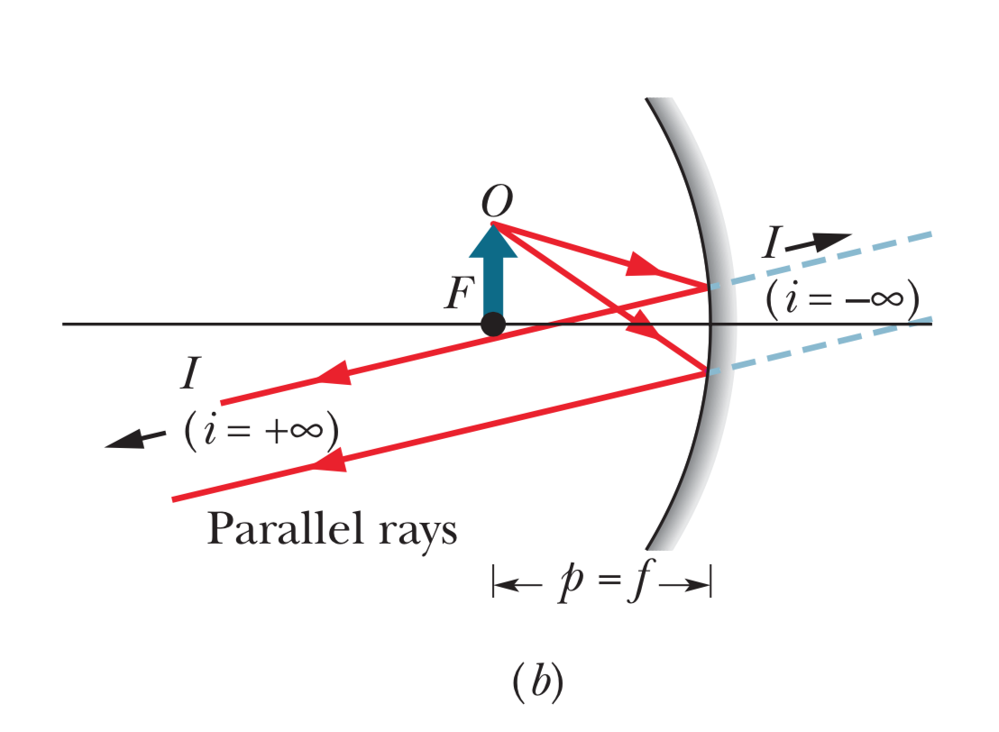 O
F
I
(i = −∞)
I
(i = +∞)
Parallel rays
p = f
(b)